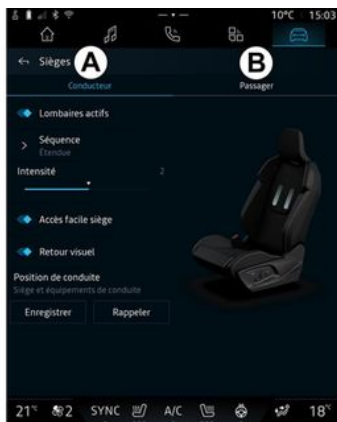 10°C 15:03
Sièges A B
Conducteur Passager
Lombaires actifs
Séquence
Étendue
Intensité 2
Accès facile siège
Retour visuel
Position de conduite
Siège et équipements de conduite
Enregistrer Rappeler
21°C 2 SYNC A/C 18°C